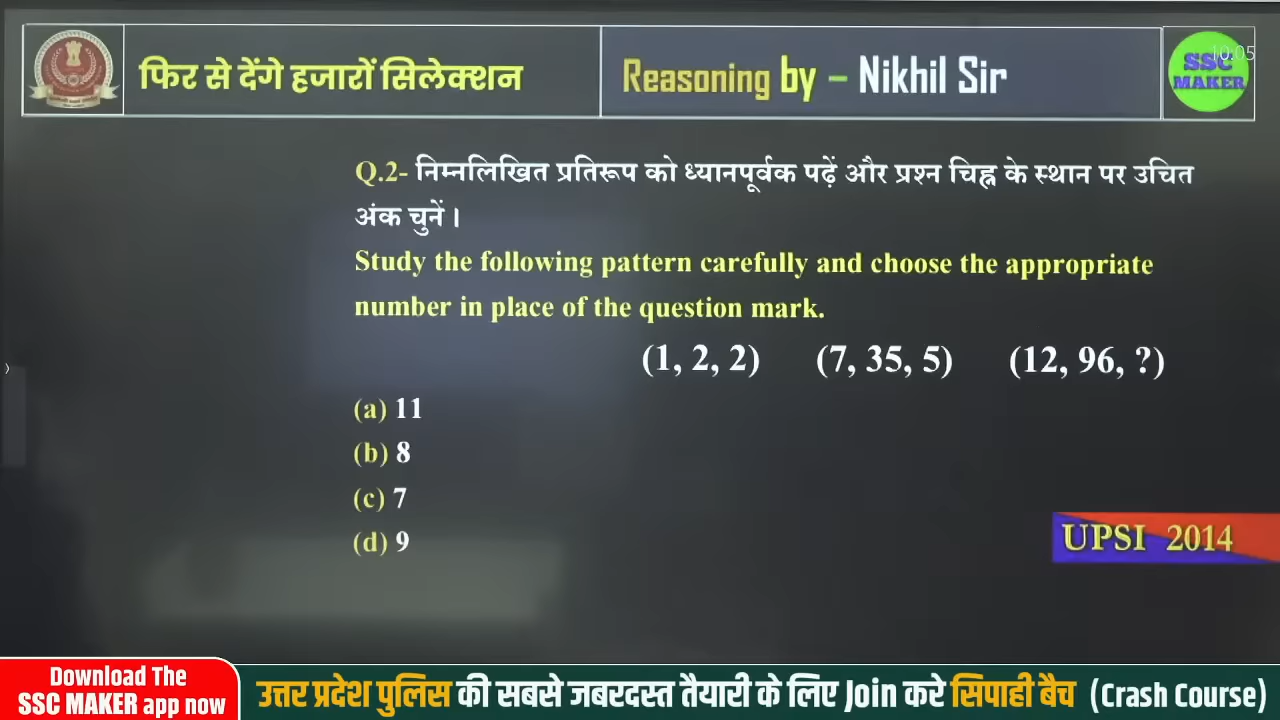 फिर से देंगे हजारों सिलेक्शन
Reasoning by – Nikhil Sir
10:05
SSC
MAKER
Q.2- निम्नलिखित प्रतिरूप को ध्यानपूर्वक पढ़ें और प्रश्न चिह्न के स्थान पर उचित
अंक चुनें।
Study the following pattern carefully and choose the appropriate
number in place of the question mark.
(1, 2, 2) (7, 35, 5) (12, 96, ?)
(a) 11
(b) 8
(c) 7
(d) 9
UPSI 2014
Download The
SSC MAKER app now
उत्तर प्रदेश पुलिस की सबसे जबरदस्त तैयारी के लिए Join करे सिपाही बैच (Crash Course)